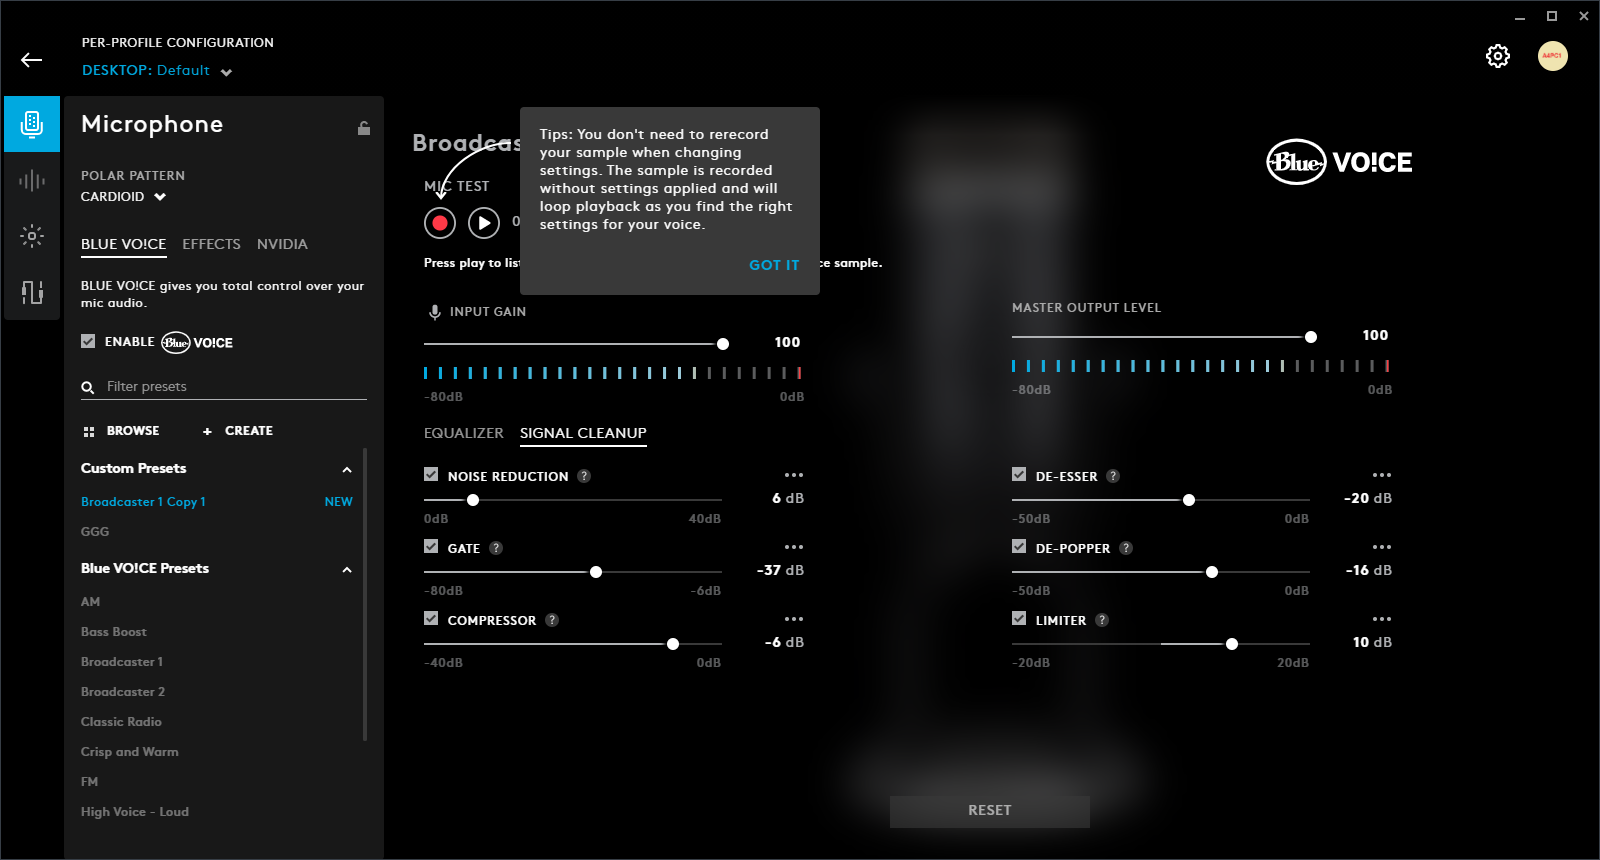 PER-PROFILE CONFIGURATION
DESKTOP: Default
Microphone
POLAR PATTERN
CARDIOID
BLUE VO!CE EFFECTS NVIDIA
BLUE VO!CE gives you total control over your
mic audio.
ENABLE Blue VO!CE
Filter presets
BROWSE + CREATE
Custom Presets
Broadcaster 1 Copy 1 NEW
GGG
Blue VO!CE Presets
AM
Bass Boost
Broadcaster 1
Broadcaster 2
Classic Radio
Crisp and Warm
FM
High Voice - Loud
Broadcas
MIC TEST
0
Press play to list
ce sample.
Tips: You don't need to rerecord
your sample when changing
settings. The sample is recorded
without settings applied and will
loop playback as you find the right
settings for your voice.
GOT IT
Blue VO!CE
INPUT GAIN
100
-80dB 0dB
MASTER OUTPUT LEVEL
100
-80dB 0dB
EQUALIZER SIGNAL CLEANUP
NOISE REDUCTION ?
6 dB
0dB 40dB
GATE ?
-37 dB
-80dB -6dB
COMPRESSOR ?
-6 dB
-40dB 0dB
DE-ESSER ?
-20 dB
-50dB 0dB
DE-POPPER ?
-16 dB
-50dB 0dB
LIMITER ?
10 dB
-20dB 20dB
RESET